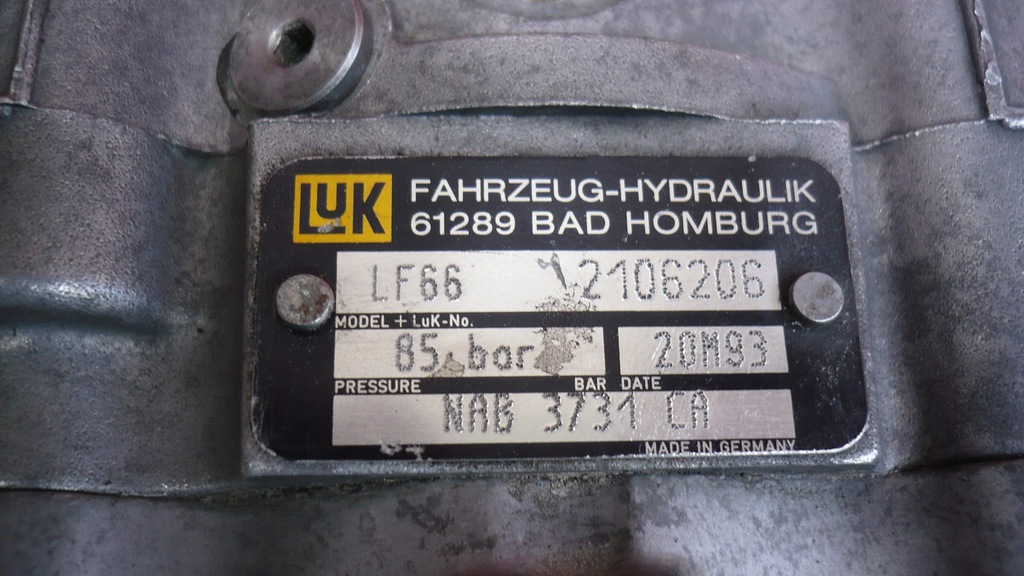 LUK FAHRZEUG-HYDRAULIK
61289 BAD HOMBURG
LF66 2106206
MODEL + LuK-No.
85 bar 20M93
PRESSURE BAR DATE
NAG 3731 CA
MADE IN GERMANY